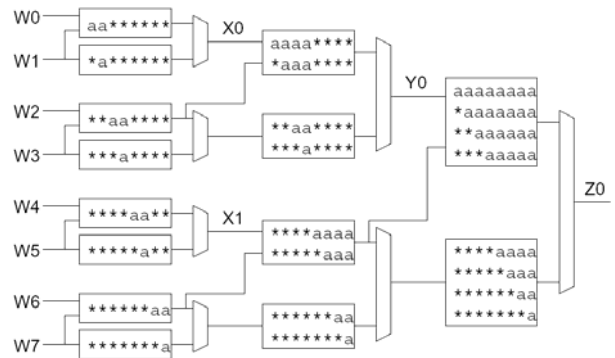 W0
aa******
X0
W1
*a******
aaaa****
*aaa****
W2
**aa****
Y0
aaaaaaaa
*aaaaaaa
**aaaaaa
***aaaaa
W3
***a****
**aa****
***a****
Z0
W4
****aa**
X1
W5
*****a**
****aaaa
*****aaa
W6
******aa
****aaaa
*****aaa
******aa
*******a
W7
*******a
******aa
*******a